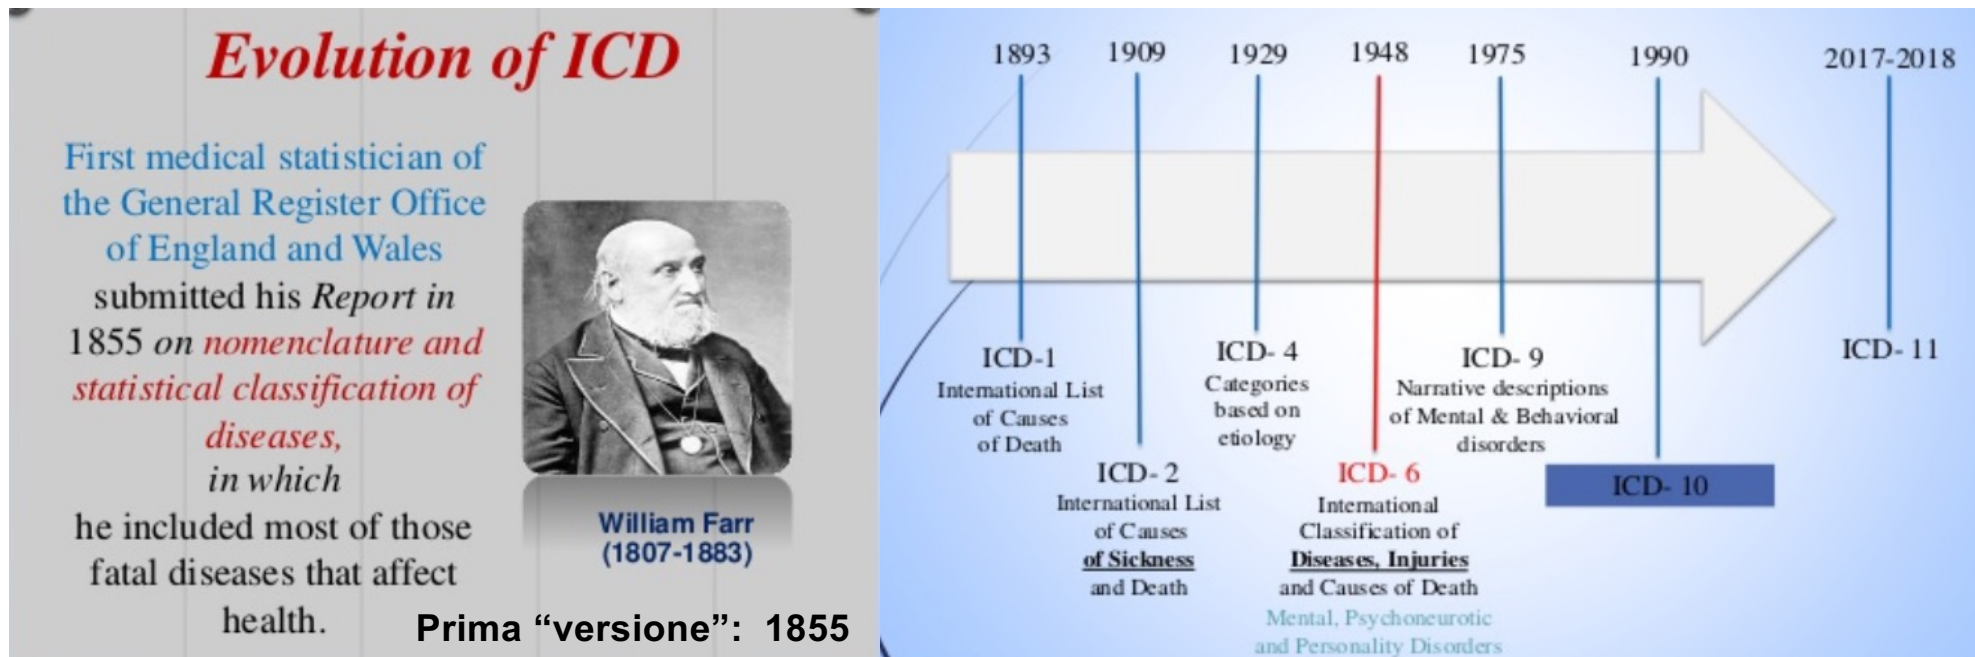 Evolution of ICD
First medical statistician of
the General Register Office
of England and Wales
submitted his Report in
1855 on nomenclature and
statistical classification of
diseases,
in which
he included most of those
fatal diseases that affect
health.
William Farr
(1807-1883)
Prima “versione”: 1855
1893
1909
1929
1948
1975
1990
2017-2018
ICD-1
International List
of Causes
of Death
ICD- 2
International List
of Causes
of Sickness
and Death
ICD- 4
Categories
based on
etiology
ICD- 6
International
Classification of
Diseases, Injuries
and Causes of Death
Mental, Psychoneurotic
and Personality Disorders
ICD- 9
Narrative descriptions
of Mental & Behavioral
disorders
ICD- 10
ICD- 11